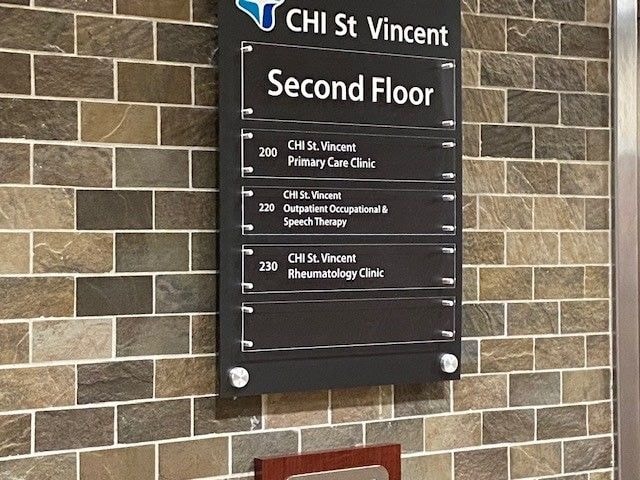 CHI St Vincent
Second Floor
200 CHI St. Vincent
Primary Care Clinic
220 CHI St. Vincent
Outpatient Occupational &
Speech Therapy
230 CHI St. Vincent
Rheumatology Clinic